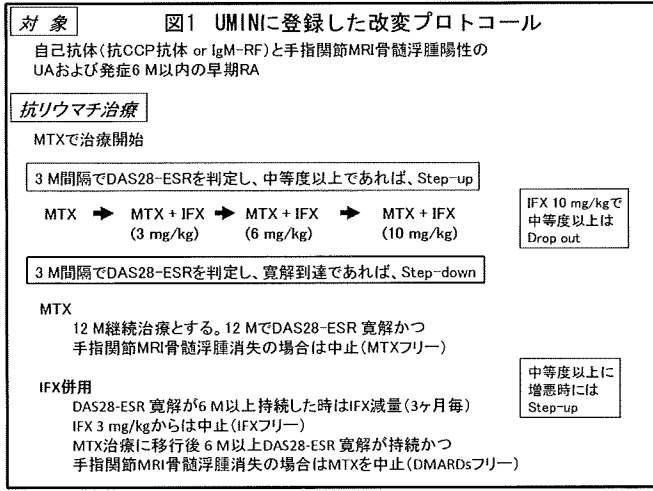 対 象
図1 UMINに登録した改変プロトコール
自己抗体(抗CCP抗体 or IgM-RF)と手指関節MRI骨髄浮腫陽性の
UAおよび発症6 M以内の早期RA
抗リウマチ治療
MTXで治療開始
3 M間隔でDAS28-ESRを判定し、中等度以上であれば、Step-up
MTX ➔ MTX + IFX ➔ MTX + IFX ➔ MTX + IFX
(3 mg/kg) (6 mg/kg) (10 mg/kg)
IFX 10 mg/kgで
中等度以上は
Drop out
3 M間隔でDAS28-ESRを判定し、寛解到達であれば、Step-down
MTX
12 M継続治療とする。12 MでDAS28-ESR 寛解かつ
手指関節MRI骨髄浮腫消失の場合は中止(MTXフリー)
IFX併用
DAS28-ESR 寛解が6 M以上持続した時はIFX減量(3ヶ月毎)
IFX 3 mg/kgからは中止(IFXフリー)
MTX治療に移行後 6 M以上DAS28-ESR 寛解が持続かつ
手指関節MRI骨髄浮腫消失の場合はMTXを中止(DMARDsフリー)
中等度以上に
増悪時には
Step-up